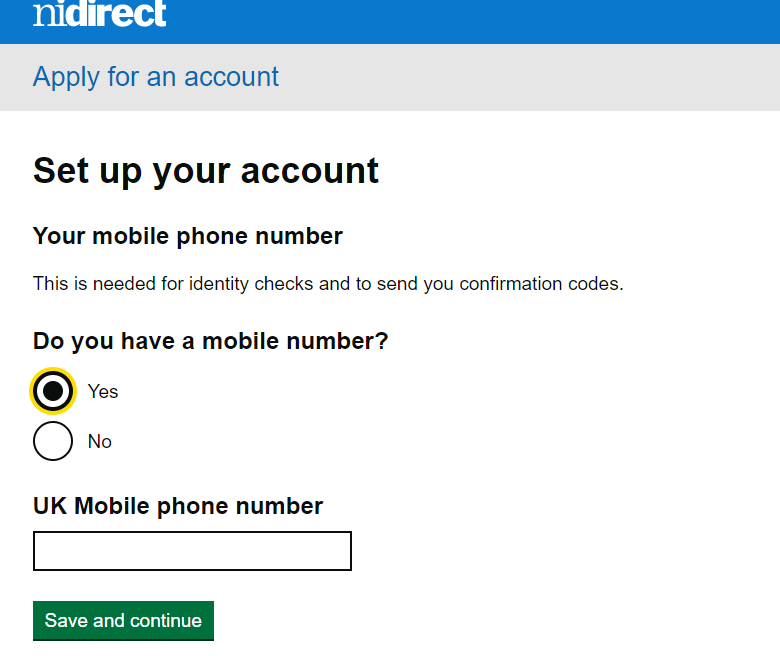 nidirect
Apply for an account
Set up your account
Your mobile phone number
This is needed for identity checks and to send you confirmation codes.
Do you have a mobile number?
Yes
No
UK Mobile phone number
Save and continue